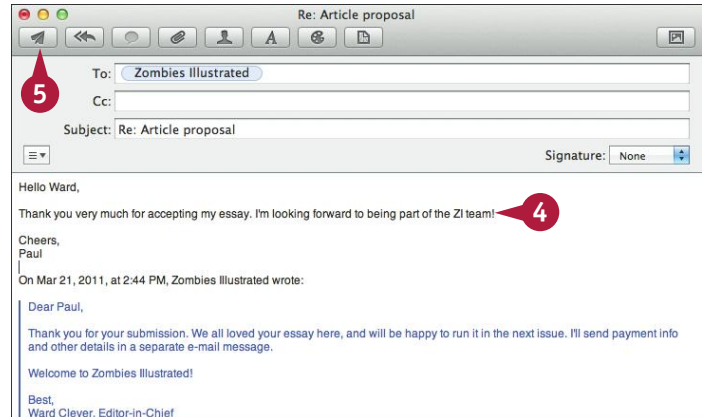 Re: Article proposal
A
5
To: Zombies Illustrated
Cc:
Subject: Re: Article proposal
Signature: None
Hello Ward,
Thank you very much for accepting my essay. I'm looking forward to being part of the ZI team!
4
Cheers,
Paul
On Mar 21, 2011, at 2:44 PM, Zombies Illustrated wrote:
Dear Paul,
Thank you for your submission. We all loved your essay here, and will be happy to run it in the next issue. I'll send payment info
and other details in a separate e-mail message.
Welcome to Zombies Illustrated!
Best,
Ward Clever, Editor-in-Chief